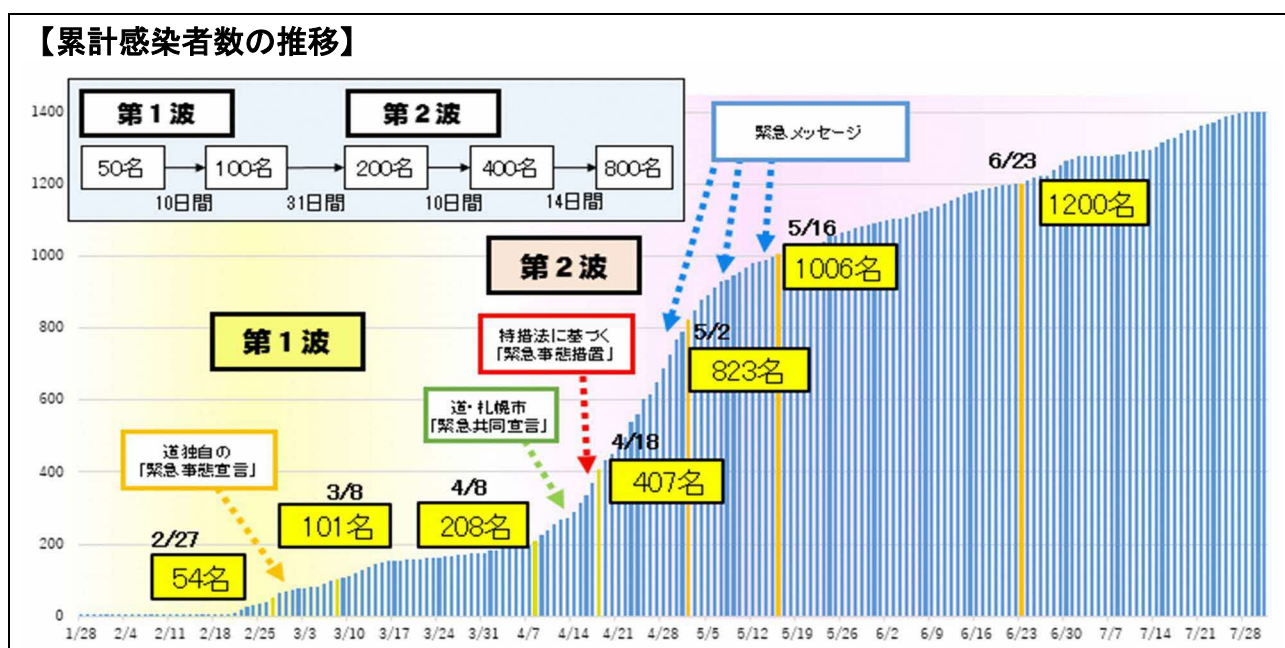 【累計感染者数の推移】
第1波
第2波
50名
100名
200名
400名
800名
10日間
31日間
10日間
14日間
緊急メッセージ
6/23
1200名
5/16
1006名
第2波
第1波
特措法に基づく
「緊急事態措置」
5/2
823名
道・札幌市
「緊急共同宣言」
4/18
407名
道独自の
「緊急事態宣言」
3/8
101名
4/8
208名
2/27
54名
1400
1200
1000
800
600
400
200
0
1/28 2/4 2/11 2/18 2/25 3/3 3/10 3/17 3/24 3/31 4/7 4/14 4/21 4/28 5/5 5/12 5/19 5/26 6/2 6/9 6/16 6/23 6/30 7/7 7/14 7/21 7/28